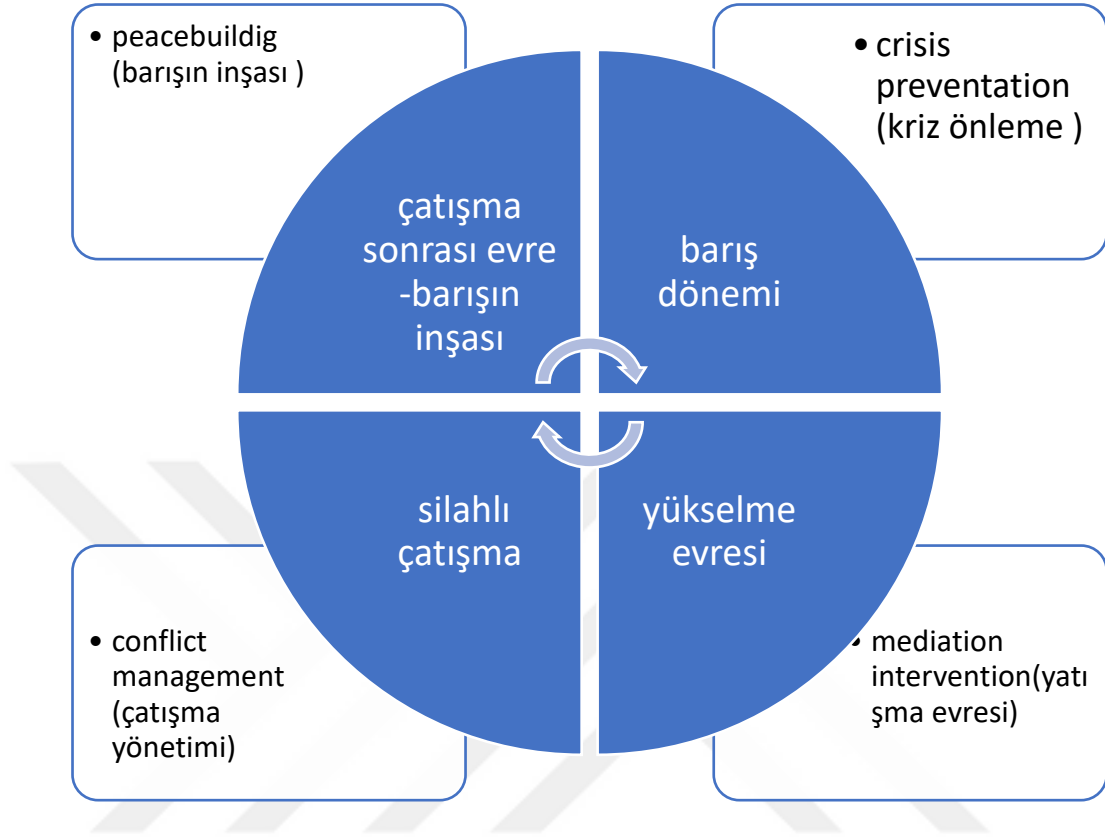 • peacebuildig
(barışın inşası )
• crisis
preventation
(kriz önleme )
çatışma
sonrası evre
-barışın
inşası
barış
dönemi
silahlı
çatışma
yükselme
evresi
• conflict
management
(çatışma
yönetimi)
• mediation
intervention(yatı
şma evresi)